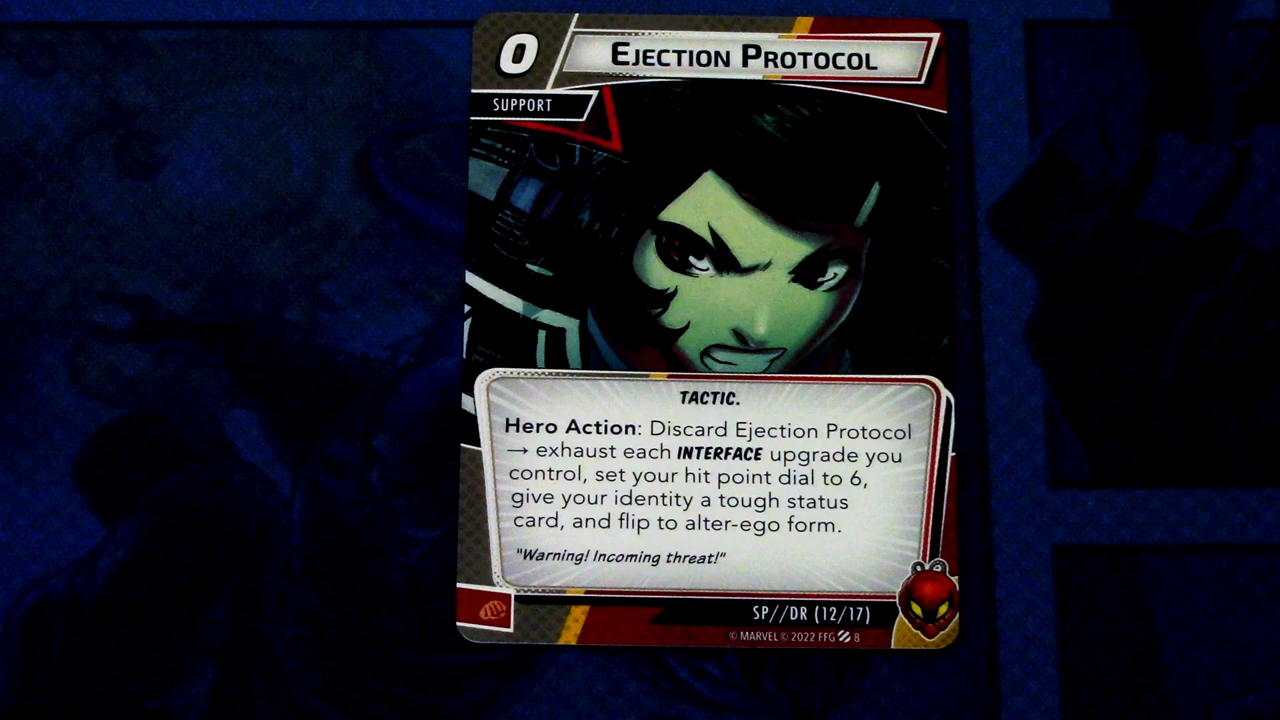 0
EJECTION PROTOCOL
SUPPORT
TACTIC.
Hero Action: Discard Ejection Protocol
→ exhaust each INTERFACE upgrade you
control, set your hit point dial to 6,
give your identity a tough status
card, and flip to alter-ego form.
"Warning! Incoming threat!"
SP//DR (12/17)
© MARVEL © 2022 FFG 8